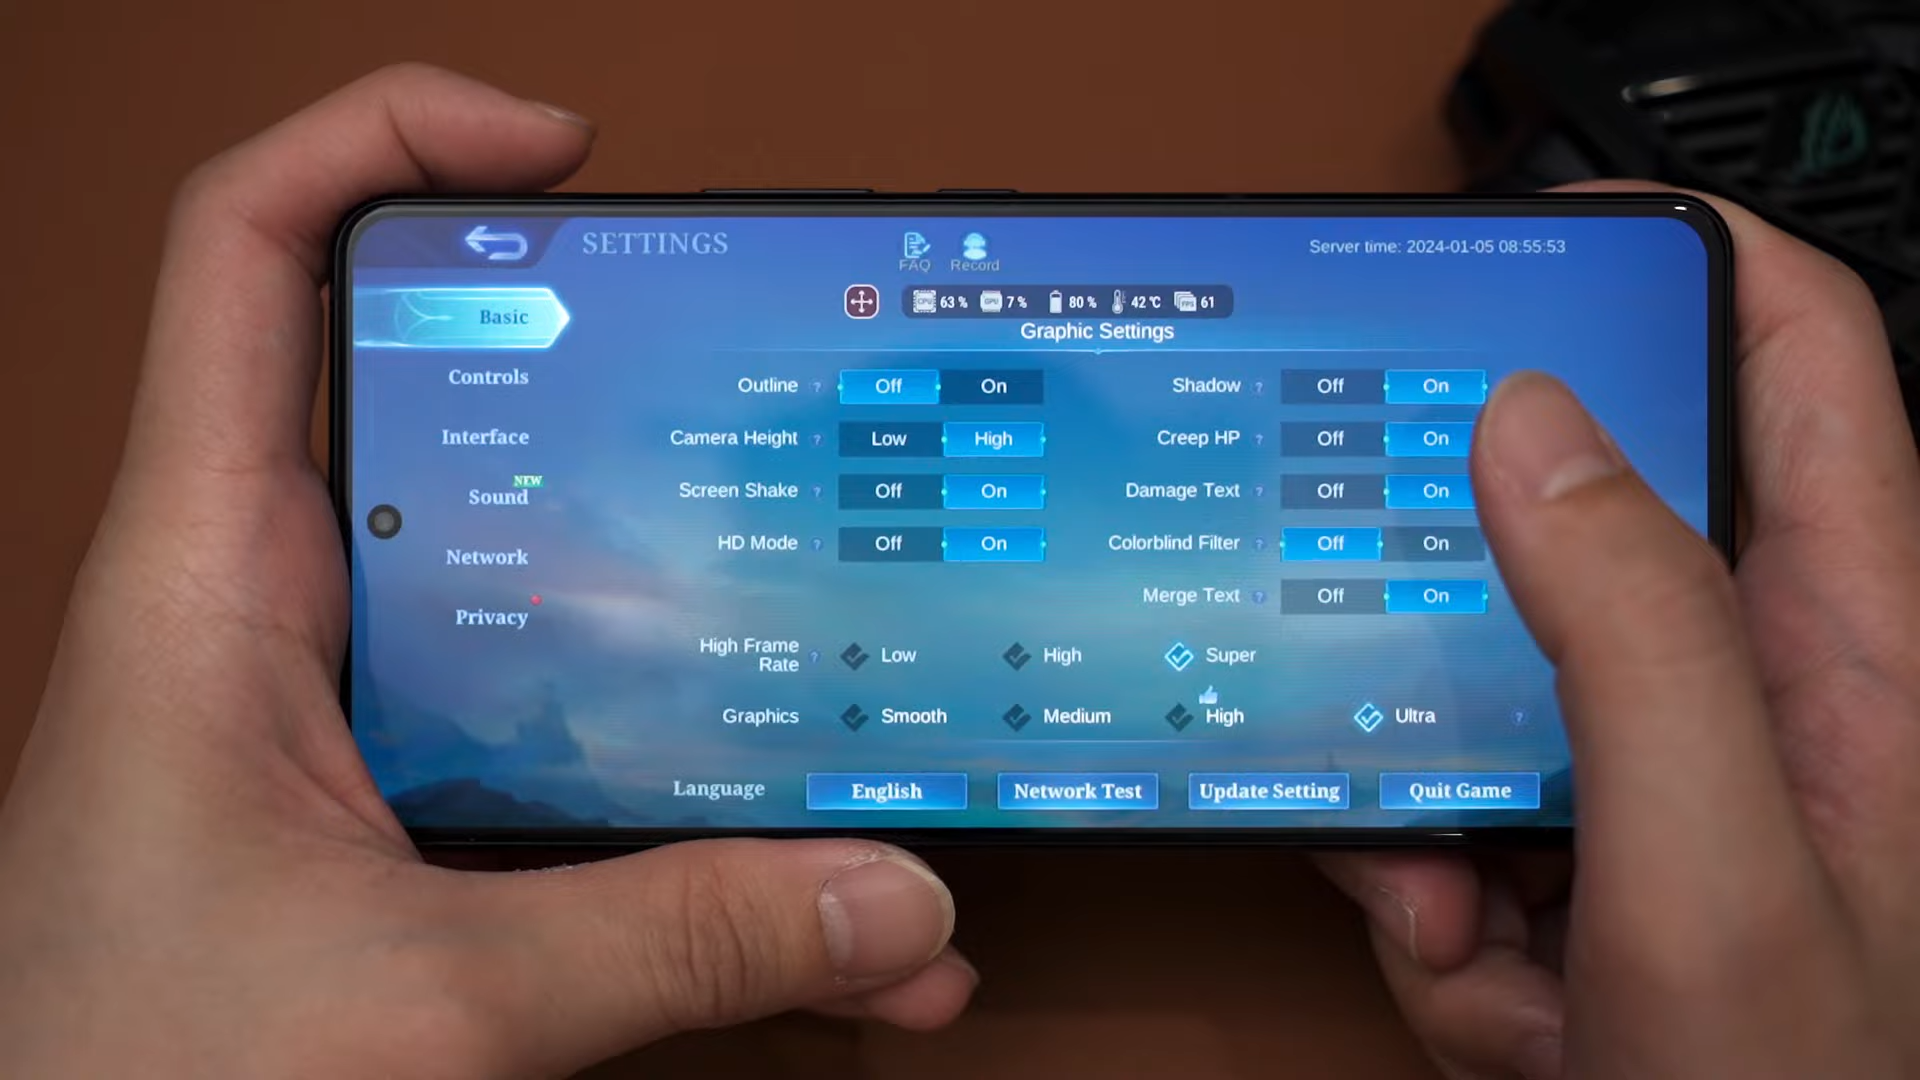 SETTINGS
FAQ
Record
Server time: 2024-01-05 08:55:53
CPU 63 % GPU 7 % 80 % 42 ℃ FPS 61
Graphic Settings
Basic
Controls
Interface
NEW
Sound
Network
Privacy
Outline ? Off On
Shadow ? Off On
Camera Height ? Low High
Creep HP ? Off On
Screen Shake ? Off On
Damage Text ? Off On
HD Mode ? Off On
Colorblind Filter ? Off On
Merge Text ? Off On
High Frame
Rate ? Low High Super
Graphics Smooth Medium High Ultra ?
Language English Network Test Update Setting Quit Game